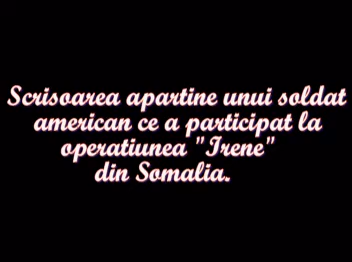 Scrisoarea apartine unui soldat
american ce a participat la
operatiunea "Irene"
din Somalia.